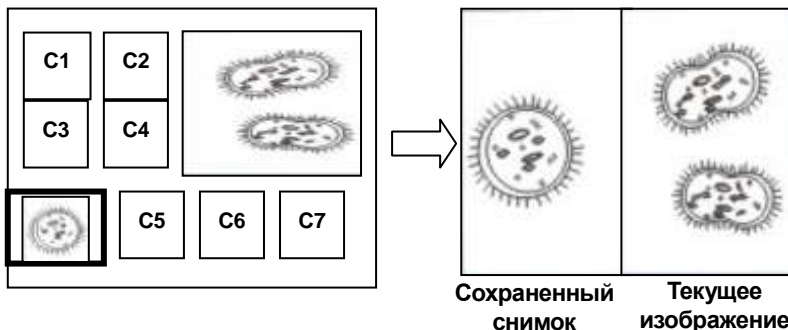 C1 C2
C3 C4
C5 C6 C7
Сохраненный Текущее
снимок изображение